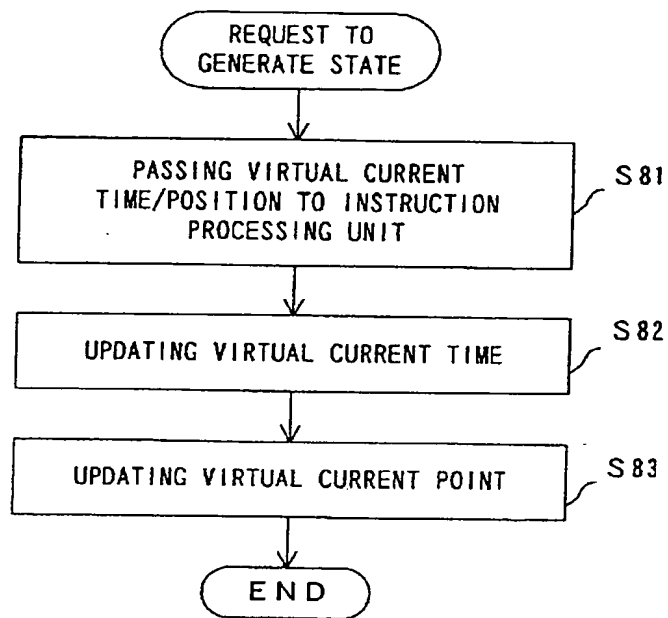 REQUEST TO
GENERATE STATE
PASSING VIRTUAL CURRENT
TIME/POSITION TO INSTRUCTION
PROCESSING UNIT
S81
UPDATING VIRTUAL CURRENT TIME
S82
UPDATING VIRTUAL CURRENT POINT
S83
END